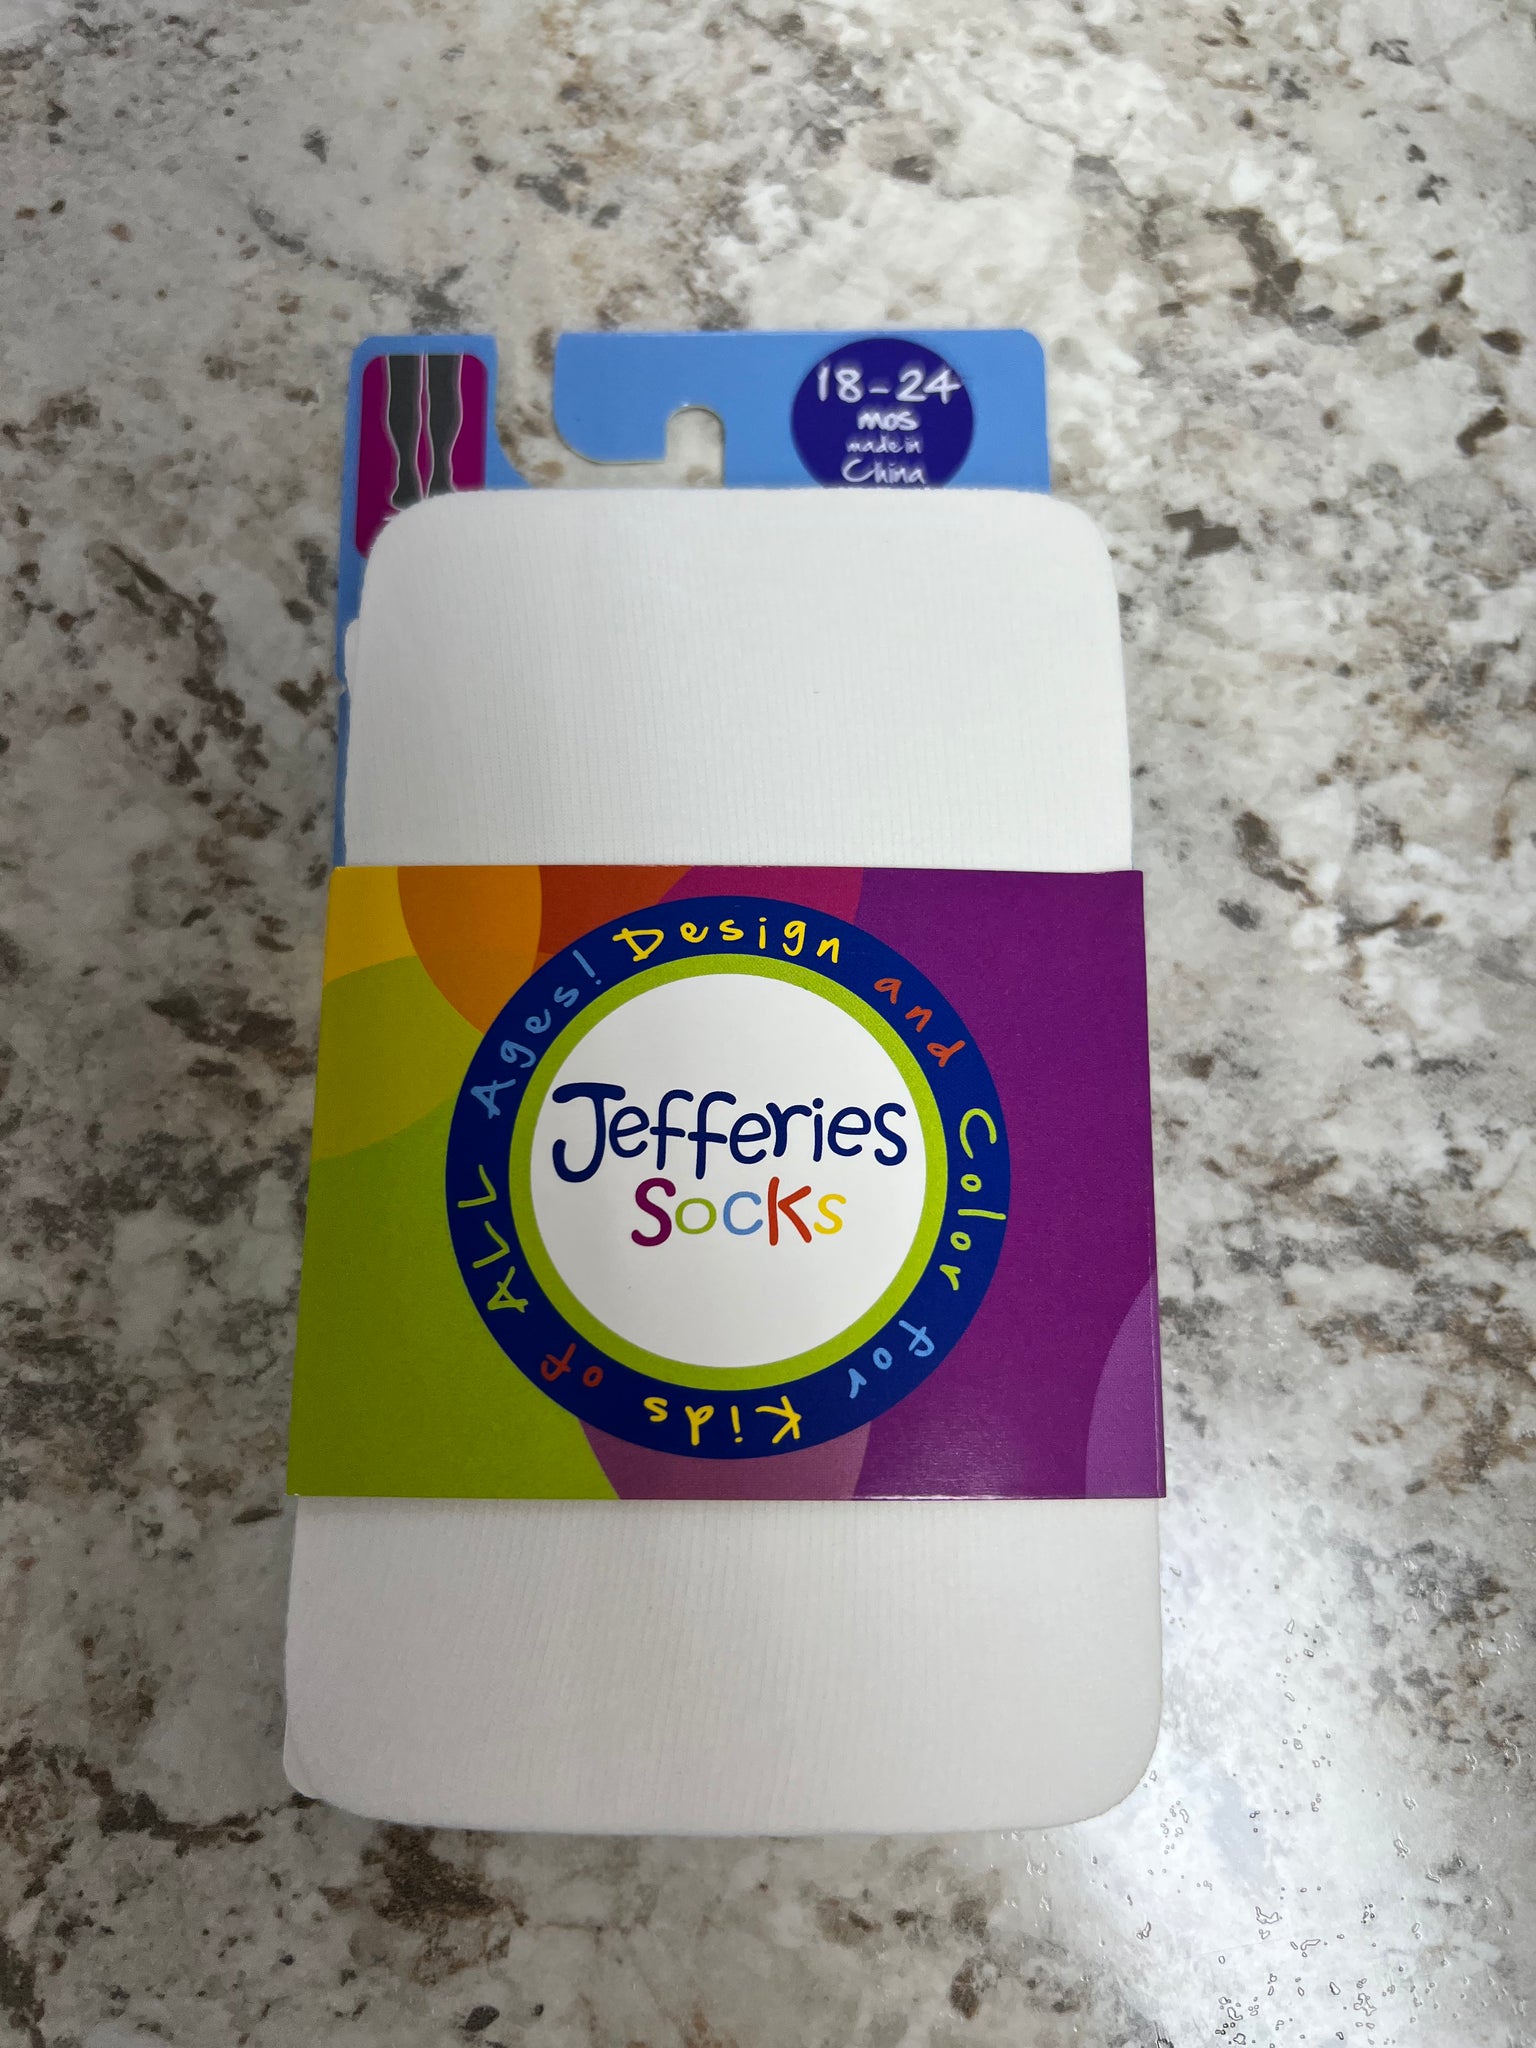 18-24
mos
made in
China
Design and Color for Kids of ALL Ages!
Jefferies
Socks